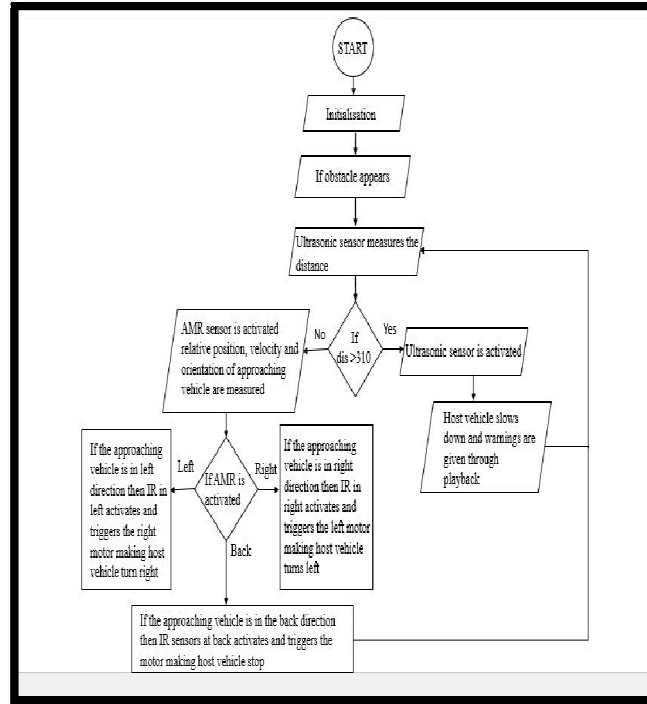 START
Initialisation
If obstacle appears
Ultrasonic sensor measures the
distance
If
dis >310
No
Yes
AMR sensor is activated
relative position, velocity and
orientation of approaching
vehicle are measured
Ultrasonic sensor is activated
Host vehicle slows
down and warnings are
given through
playback
If AMR is
activated
Left
Right
Back
If the approaching
vehicle is in left
direction then IR in
left activates and
triggers the right
motor making host
vehicle turn right
If the approaching
vehicle is in right
direction then IR in
right activates and
triggers the left motor
making host vehicle
turns left
If the approaching vehicle is in the back direction
then IR sensors at back activates and triggers the
motor making host vehicle stop